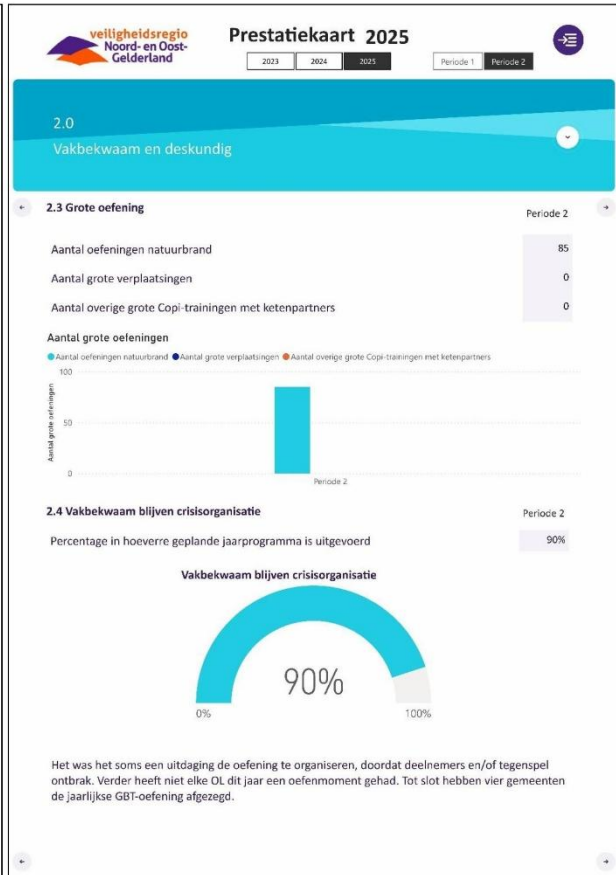 veiligheidsregio
Noord- en Oost-
Gelderland
Prestatiekaart 2025
2023 2024 2025 Periode 1 Periode 2
2.0
Vakbekwaam en deskundig
2.3 Grote oefening
Periode 2
Aantal oefeningen natuurbrand 85
Aantal grote verplaatsingen 0
Aantal overige grote Copi-trainingen met ketenpartners 0
Aantal grote oefeningen
Aantal oefeningen natuurbrand Aantal grote verplaatsingen Aantal overige grote Copi-trainingen met ketenpartners
100
Aantal grote oefeningen
50
0
Periode 2
2.4 Vakbekwaam blijven crisisorganisatie Periode 2
Percentage in hoeverre geplande jaarprogramma is uitgevoerd 90%
Vakbekwaam blijven crisisorganisatie
90%
0% 100%
Het was het soms een uitdaging de oefening te organiseren, doordat deelnemers en/of tegenspel
ontbrak. Verder heeft niet elke OL dit jaar een oefenmoment gehad. Tot slot hebben vier gemeenten
de jaarlijkse GBT-oefening afgezegd.